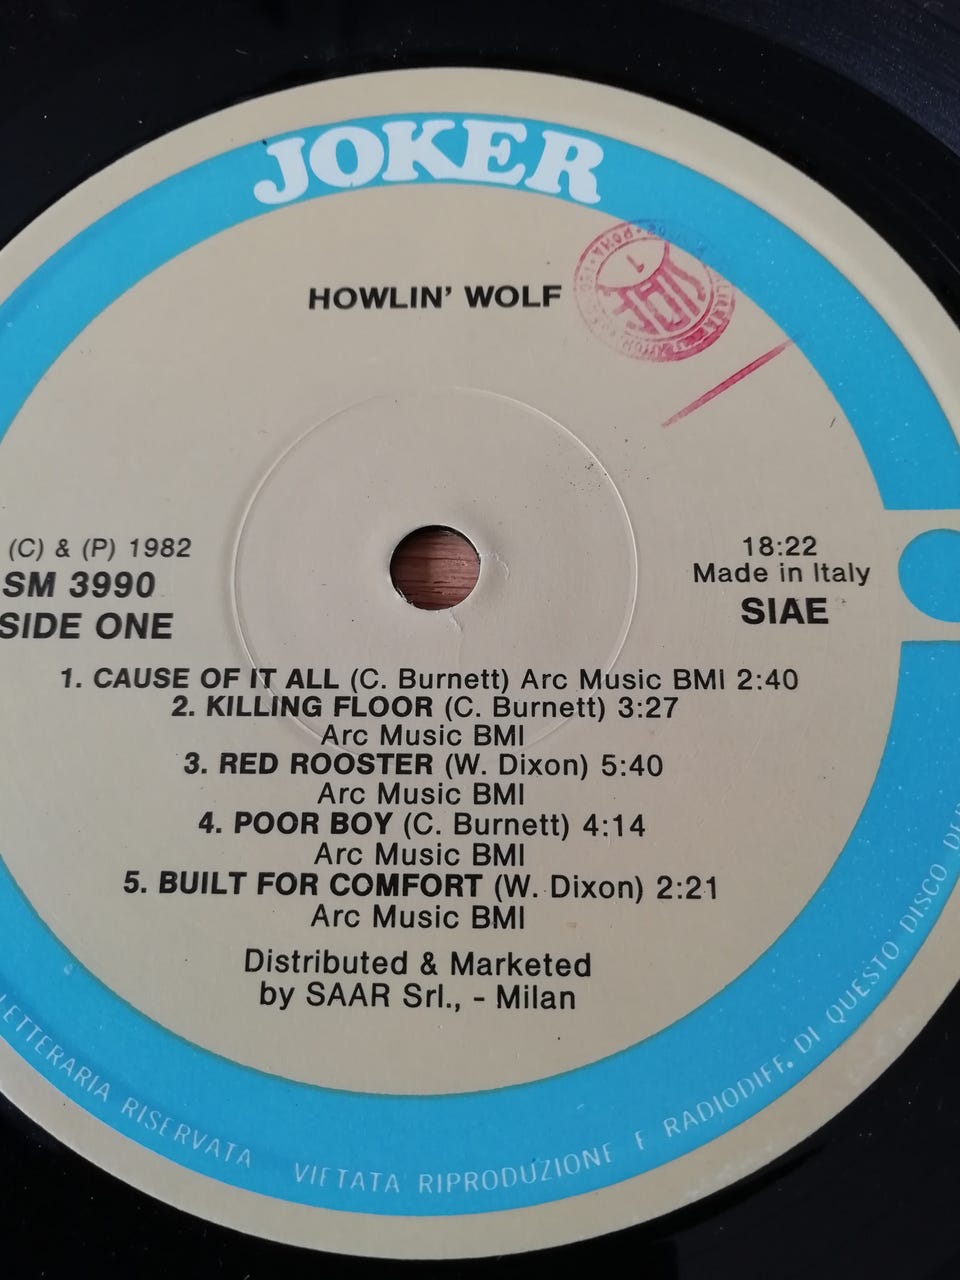 JOKER
HOWLIN' WOLF
SIAE
ROMA
1
(C) & (P) 1982
SM 3990
SIDE ONE
18:22
Made in Italy
SIAE
1. CAUSE OF IT ALL (C. Burnett) Arc Music BMI 2:40
2. KILLING FLOOR (C. Burnett) 3:27
Arc Music BMI
3. RED ROOSTER (W. Dixon) 5:40
Arc Music BMI
4. POOR BOY (C. Burnett) 4:14
Arc Music BMI
5. BUILT FOR COMFORT (W. Dixon) 2:21
Arc Music BMI
Distributed & Marketed
by SAAR Srl., - Milan
LETTERARIA RISERVATA VIETATA RIPRODUZIONE E RADIODIFF. DI QUESTO DISCO